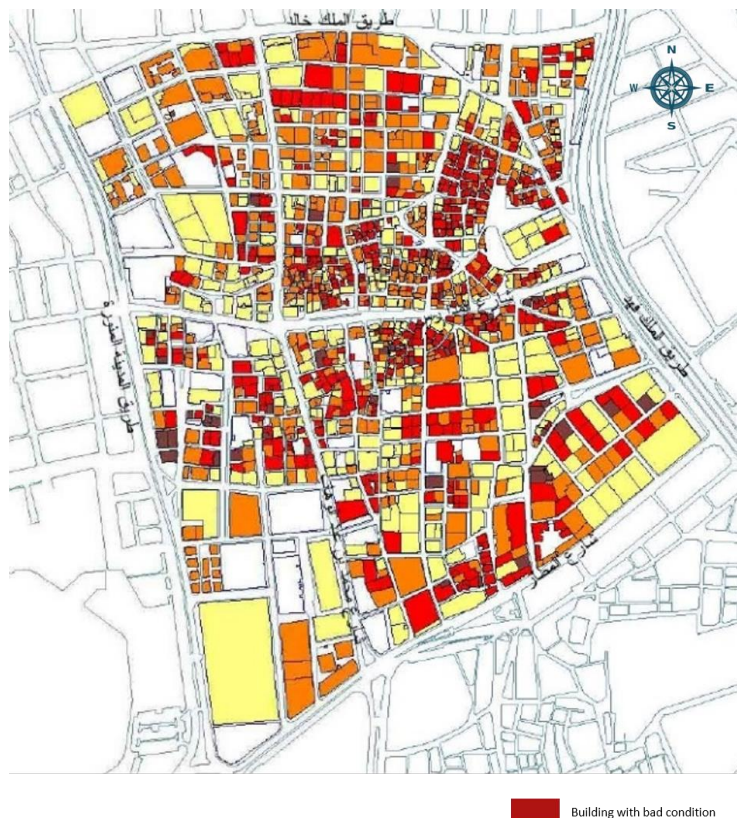 طريق الملك خالد
N
W E
S
طريق الملك فهد
طريق المدينة المنورة
Building with bad condition